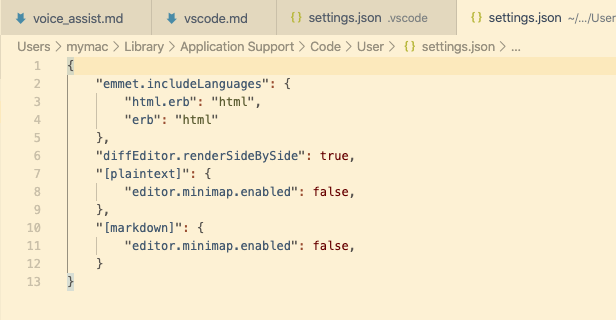 voice_assist.md vscode.md {} settings.json .vscode {} settings.json ~/.../User
Users > mymac > Library > Application Support > Code > User > {} settings.json > ...
1 {
2 "emmet.includeLanguages": {
3 "html.erb": "html",
4 "erb": "html"
5 },
6 "diffEditor.renderSideBySide": true,
7 "[plaintext]": {
8 "editor.minimap.enabled": false,
9 },
10 "[markdown]": {
11 "editor.minimap.enabled": false,
12 }
13 }